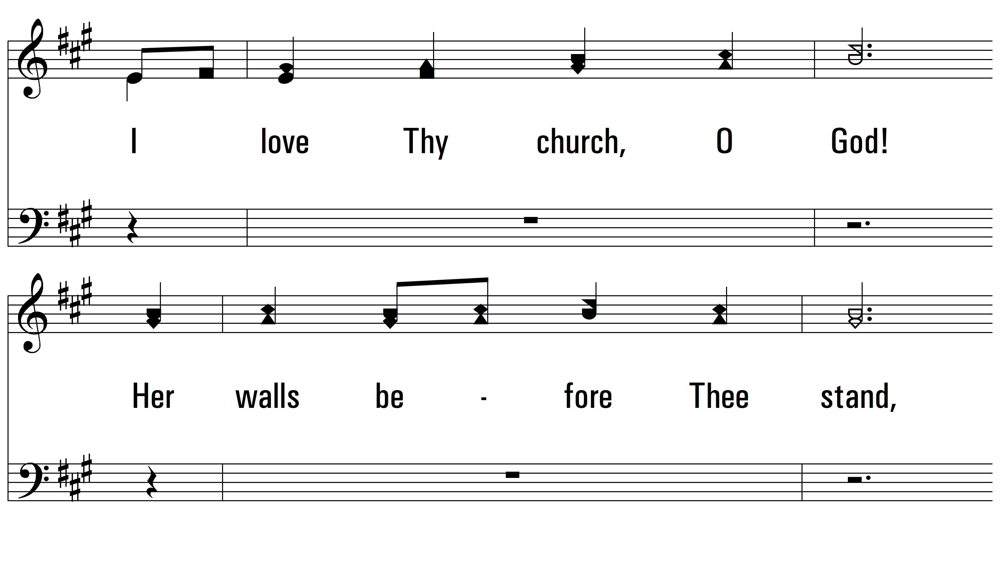 I love Thy church, O God!
Her walls be - fore Thee stand,